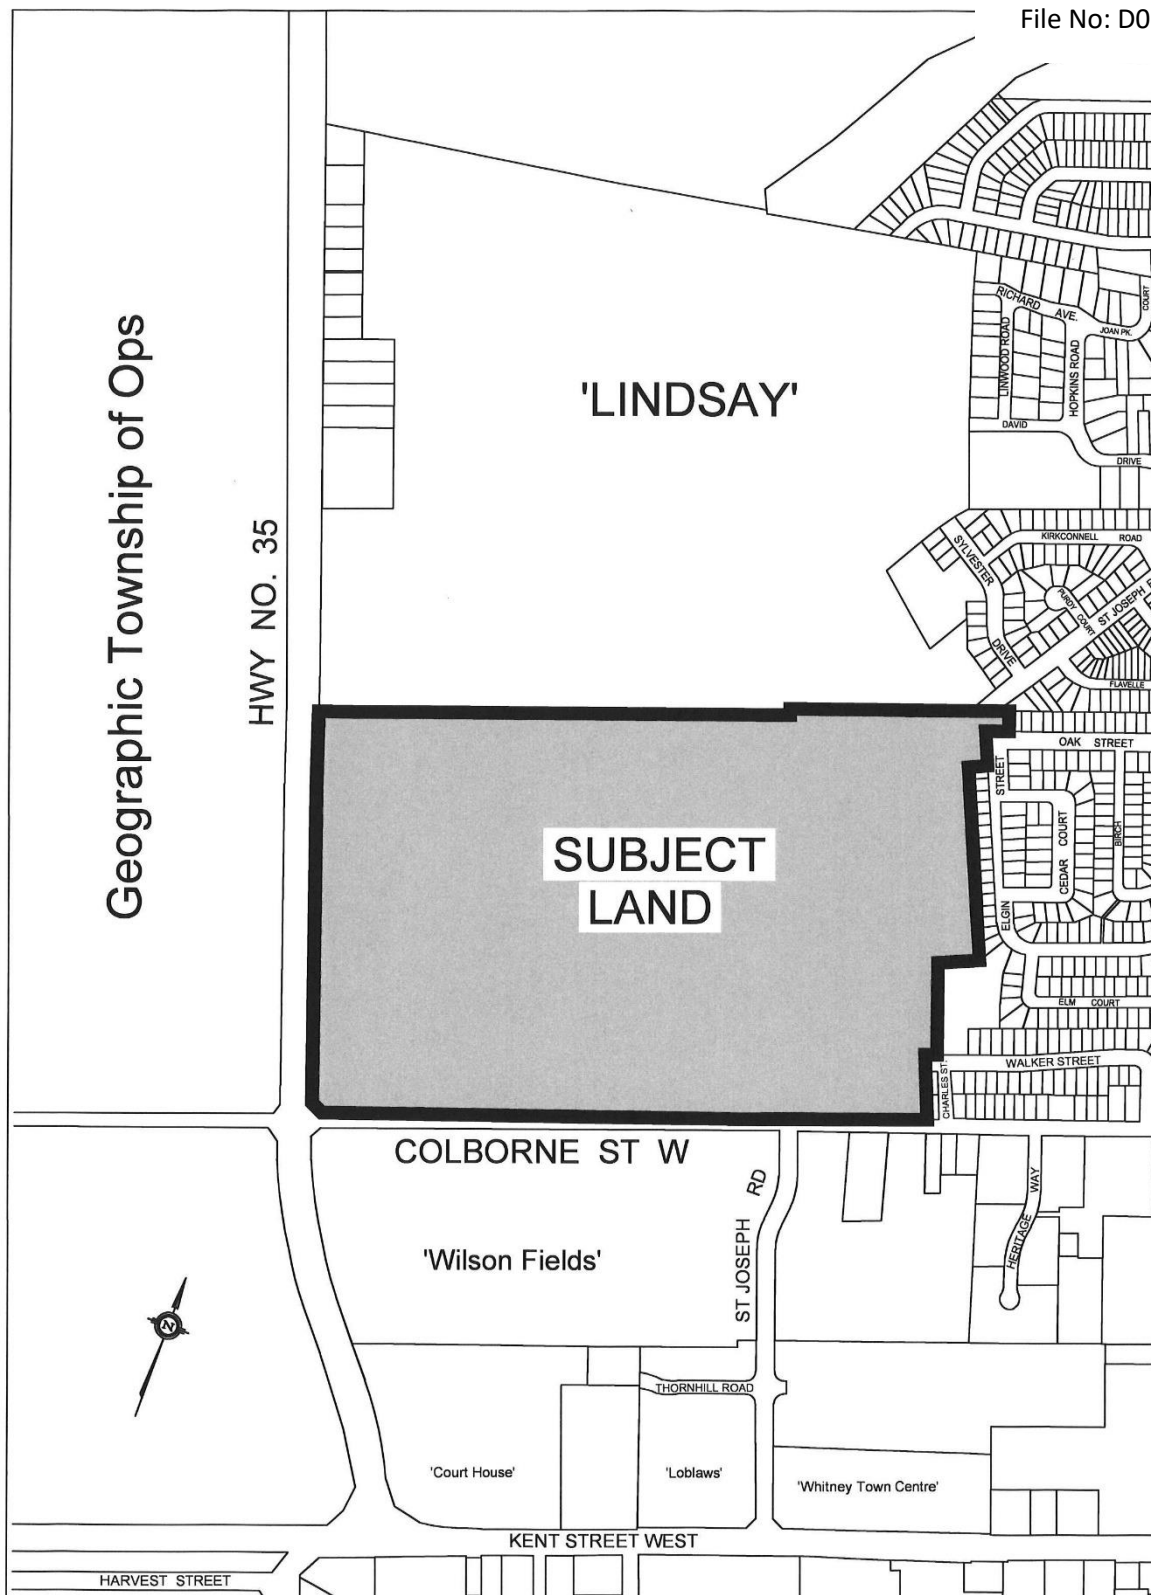 File No: D0
RICHARD AVE.
COURT
JOAN PK.
LINWOOD ROAD
HOPKINS ROAD
'LINDSAY'
DAVID DRIVE
Geographic Township of Ops
HWY NO. 35
KIRKCONNELL ROAD
SYLVESTER DRIVE
PURDY COURT
ST JOSEPH
FLAVELLE
OAK STREET
ELGIN STREET
CEDAR COURT
BIRCH
SUBJECT
LAND
ELM COURT
WALKER STREET
CHARLES ST.
COLBORNE ST W
ST JOSEPH RD
HERITAGE WAY
'Wilson Fields'
N
THORNHILL ROAD
'Court House'
'Loblaws'
'Whitney Town Centre'
KENT STREET WEST
HARVEST STREET